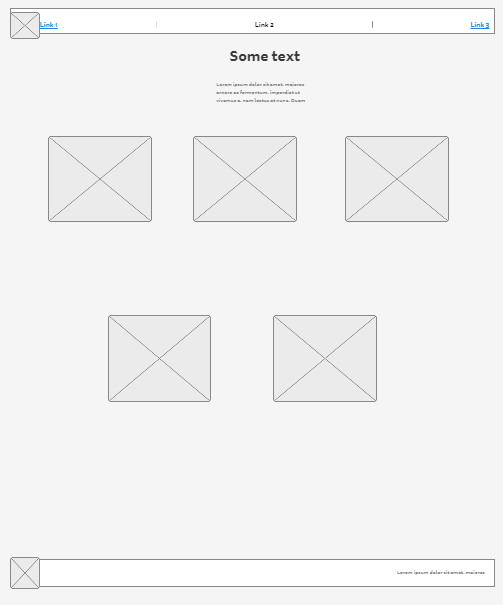 Link 1
Link 2
Link 3
Some text
Lorem ipsum dolor sit amet, maiores
ornare ac fermentum, imperdiet ut
vivamus a, nam lectus at nunc. Quam
Lorem ipsum dolor sit amet, maiores